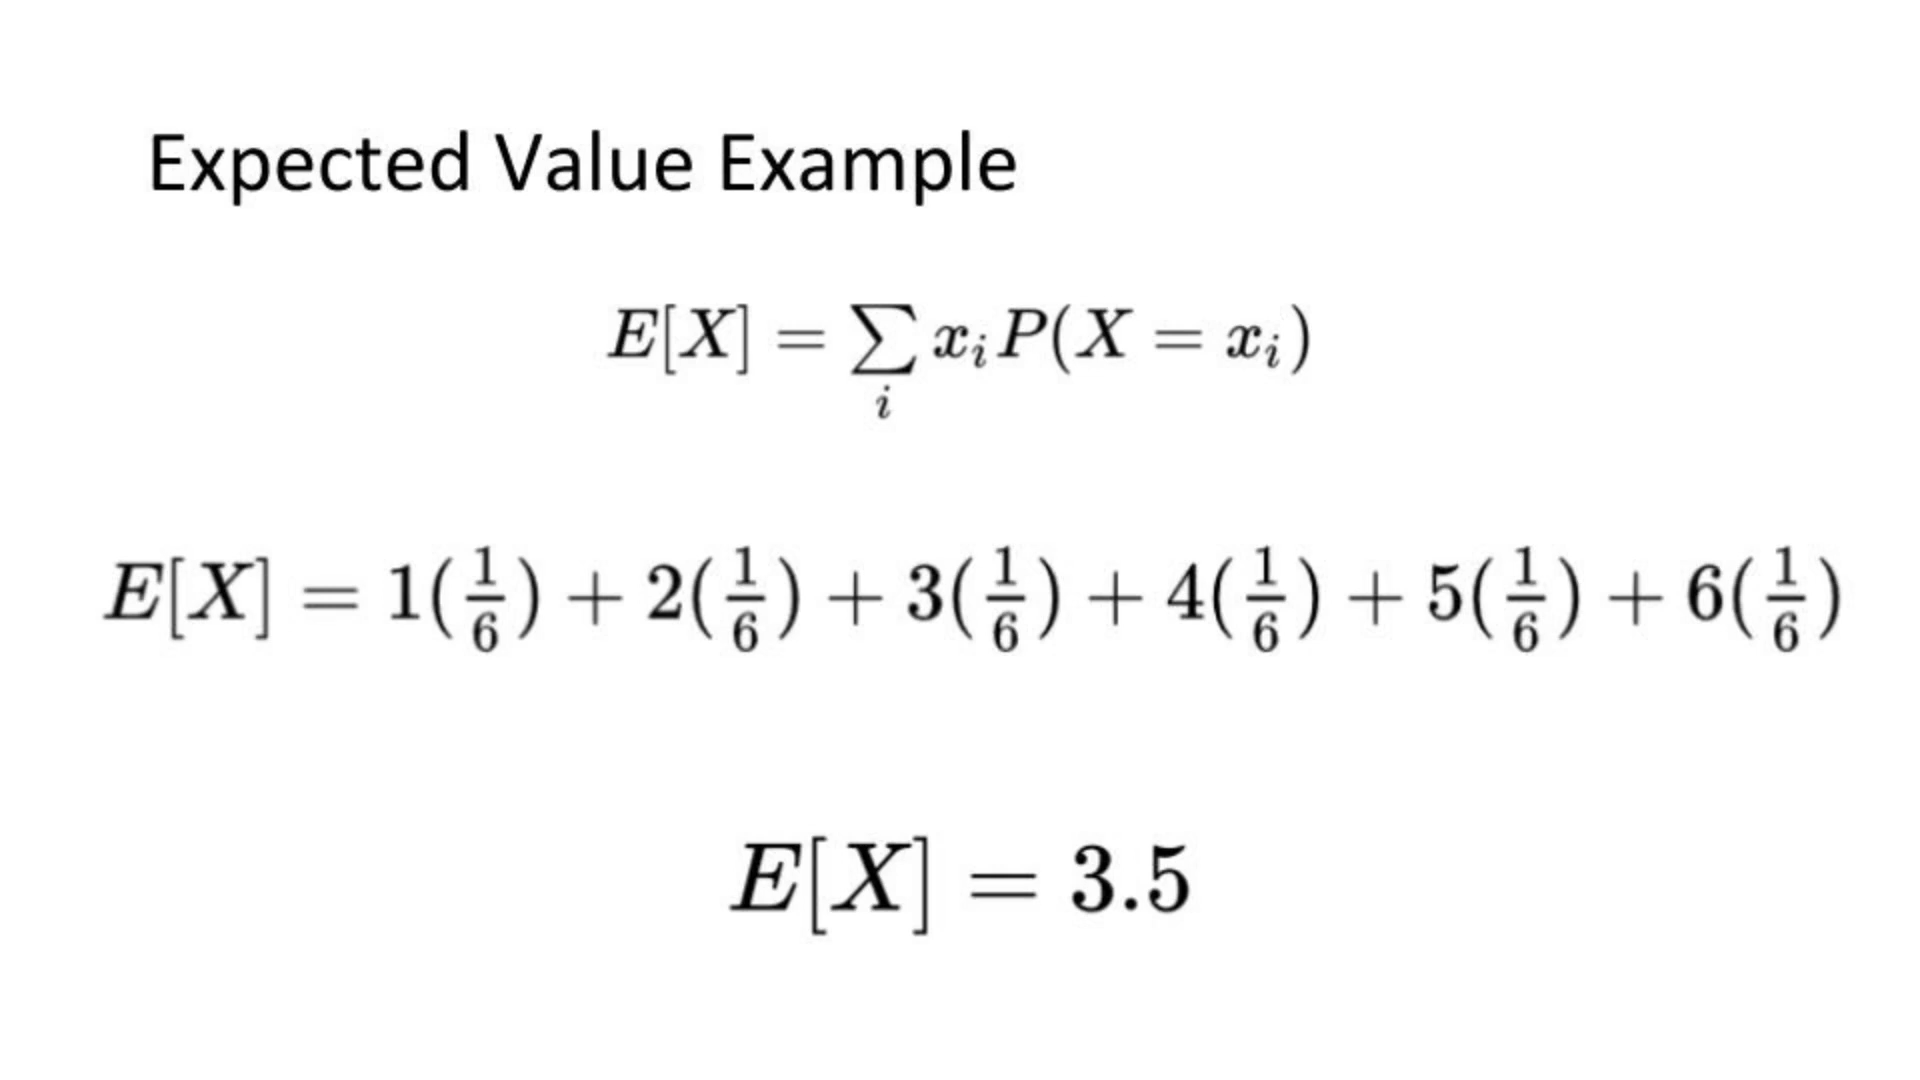 Expected Value Example
E[X] = ∑ x_i P(X = x_i)
i
E[X] = 1(1/6) + 2(1/6) + 3(1/6) + 4(1/6) + 5(1/6) + 6(1/6)
E[X] = 3.5